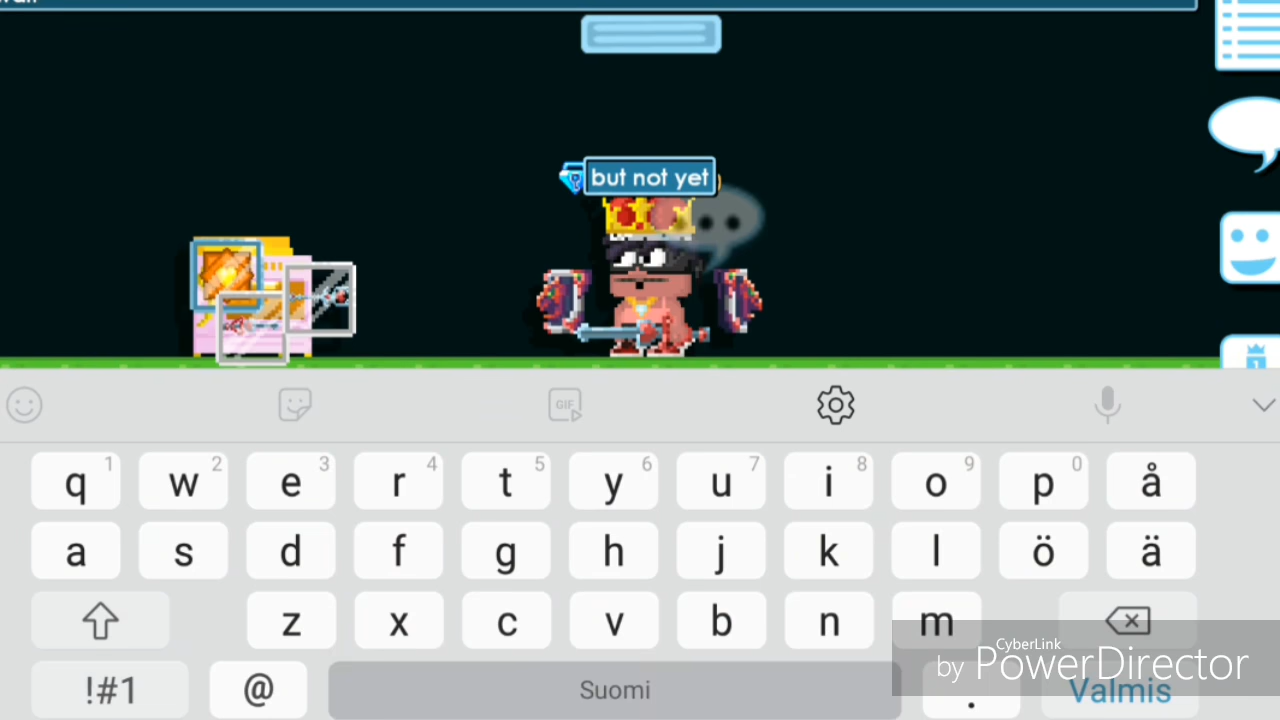 but not yet
GIF
q 1 w 2 e 3 r 4 t 5 y 6 u 7 i 8 o 9 p 0 å
a s d f g h j k l ö ä
z x c v b n m
CyberLink
by PowerDirector
!#1 @ Suomi . Valmis